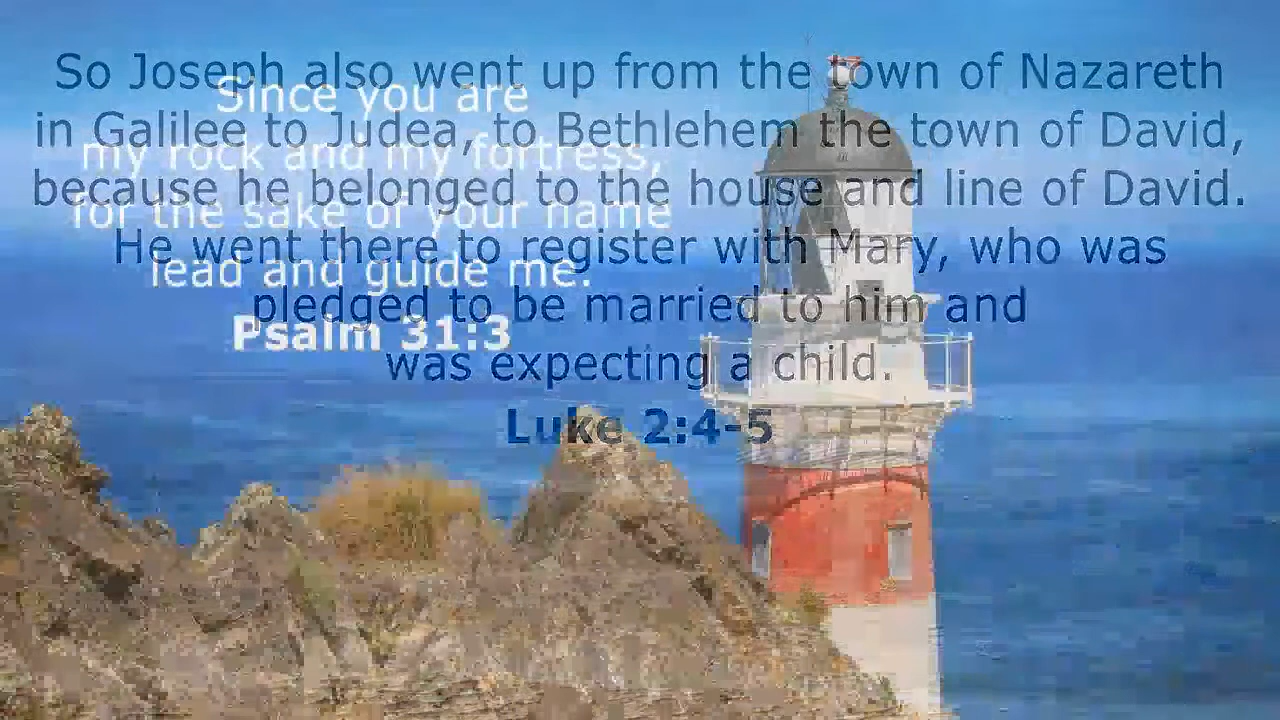 So Joseph also went up from the town of Nazareth
in Galilee to Judea, to Bethlehem the town of David,
because he belonged to the house and line of David.
He went there to register with Mary, who was
pledged to be married to him and
was expecting a child.
Luke 2:4-5
Since you are
my rock and my fortress,
for the sake of your name
lead and guide me.
Psalm 31:3